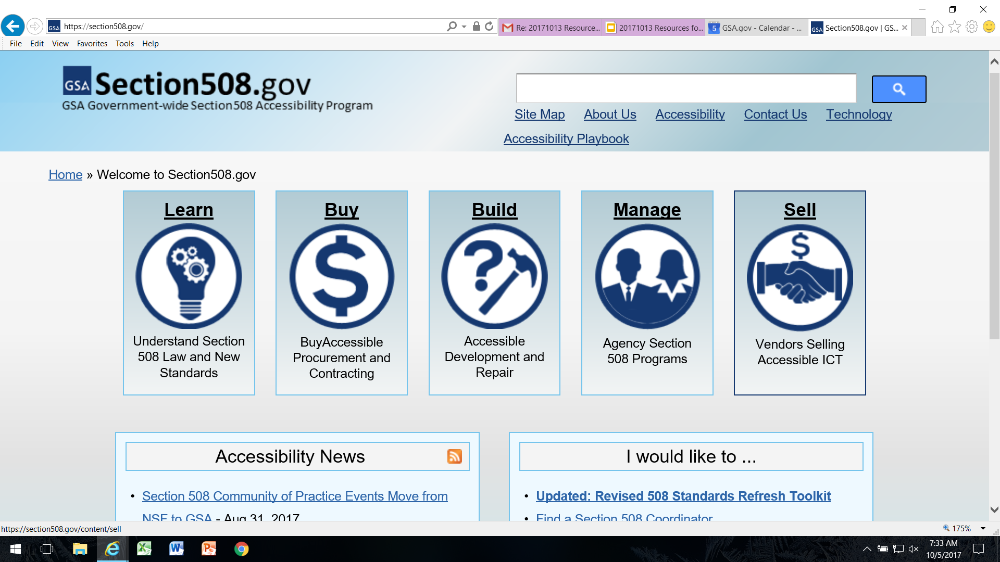 https://section508.gov/
Re: 20171013 Resource...
20171013 Resources fo...
GSA.gov - Calendar - ...
Section508.gov | GS...
File Edit View Favorites Tools Help
GSA Section508.gov
GSA Government-wide Section 508 Accessibility Program
Site Map About Us Accessibility Contact Us Technology
Accessibility Playbook
Home » Welcome to Section508.gov
Learn
Understand Section
508 Law and New
Standards
Buy
BuyAccessible
Procurement and
Contracting
Build
Accessible
Development and
Repair
Manage
Agency Section
508 Programs
Sell
Vendors Selling
Accessible ICT
Accessibility News
• Section 508 Community of Practice Events Move from
NSF to GSA - Aug 31, 2017
I would like to ...
• Updated: Revised 508 Standards Refresh Toolkit
• Find a Section 508 Coordinator
https://section508.gov/content/sell
175%
7:33 AM
10/5/2017